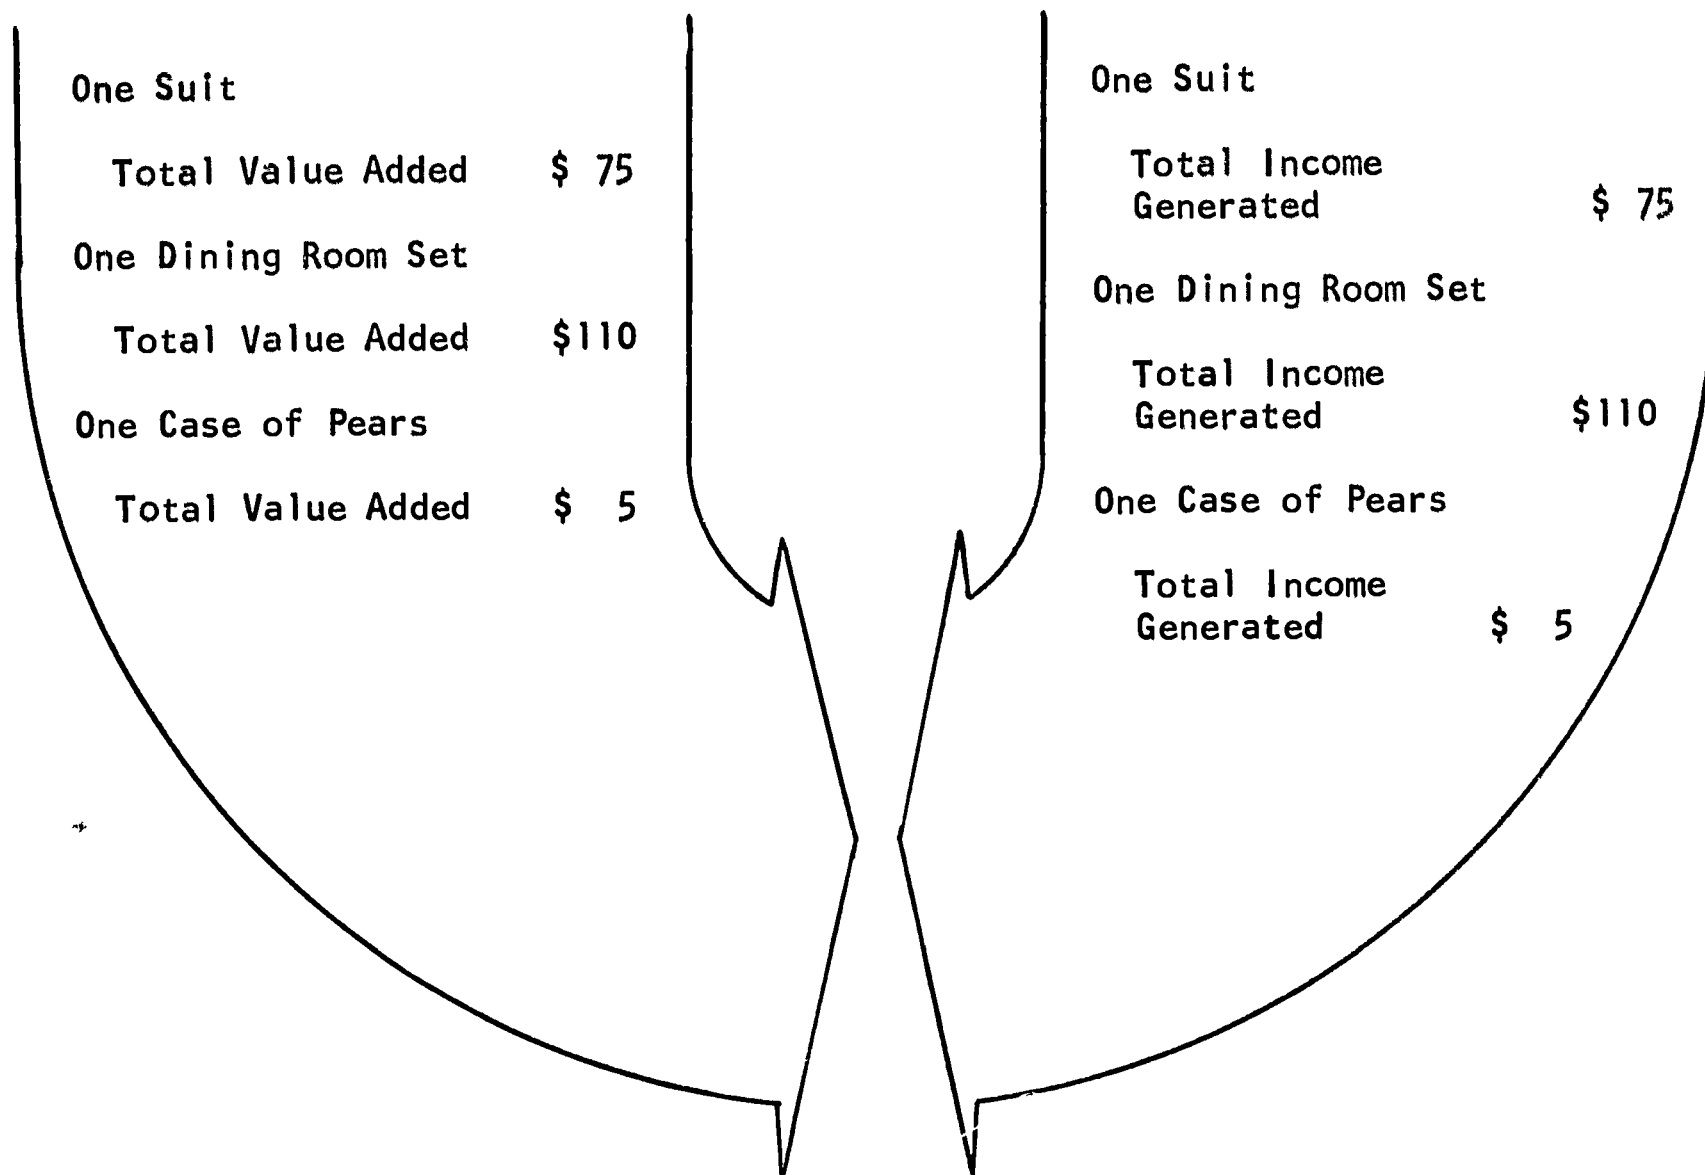 One Suit
Total Value Added $ 75
One Dining Room Set
Total Value Added $110
One Case of Pears
Total Value Added $ 5
One Suit
Total Income
Generated $ 75
One Dining Room Set
Total Income
Generated $110
One Case of Pears
Total Income
Generated $ 5